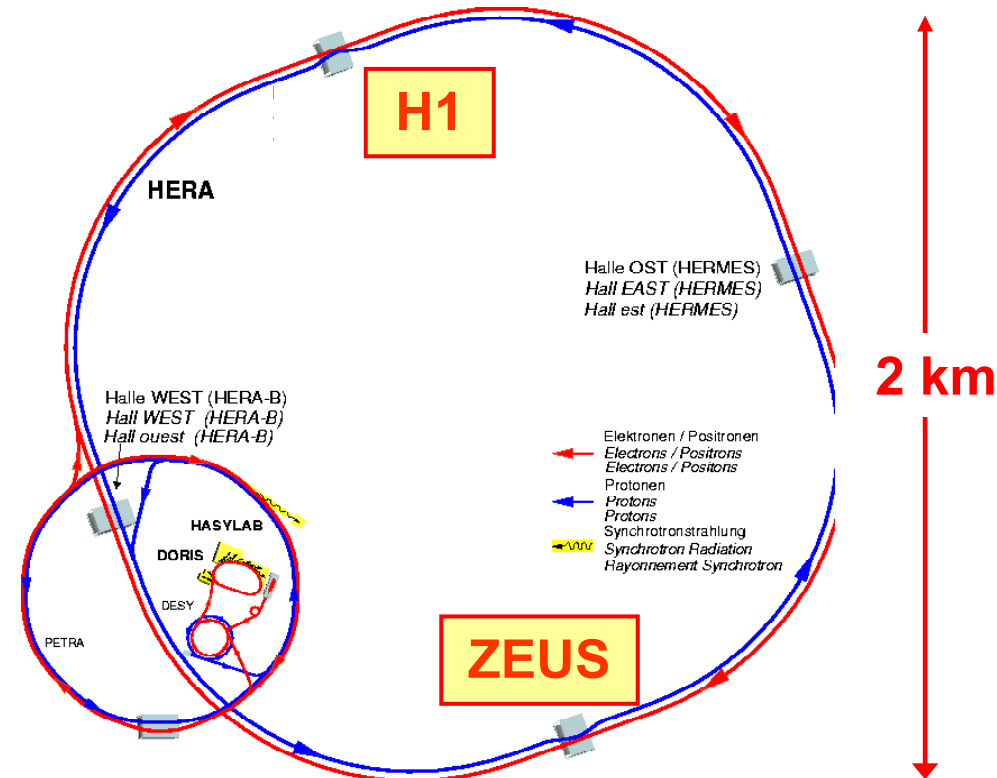 H1
HERA
Halle OST (HERMES)
Hall EAST (HERMES)
Hall est (HERMES)
2 km
Halle WEST (HERA-B)
Hall WEST (HERA-B)
Hall ouest (HERA-B)
Elektronen / Positronen
Electrons / Positrons
Electrons / Positons
Protonen
Protons
Protons
Synchrotronstrahlung
Synchrotron Radiation
Rayonnement Synchrotron
HASYLAB
DORIS
DESY
PETRA
ZEUS